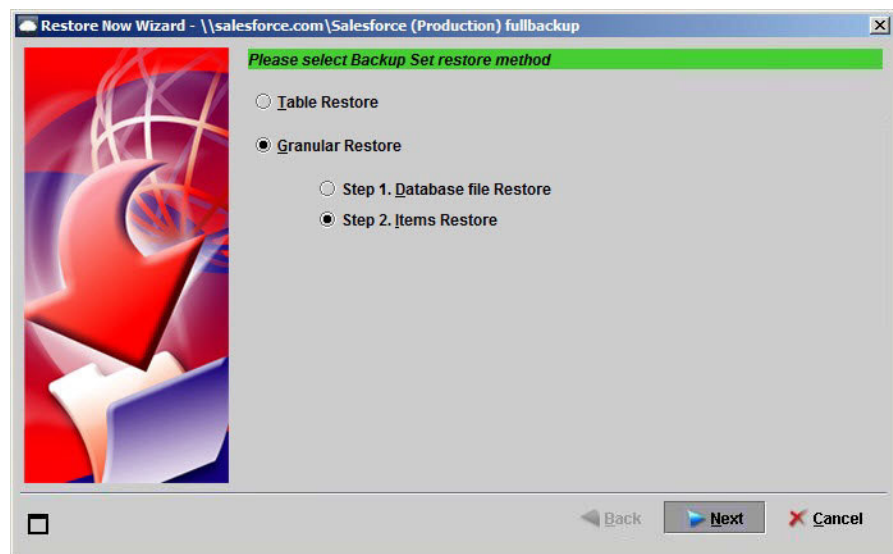 Restore Now Wizard - \\salesforce.com\Salesforce (Production) fullbackup
Please select Backup Set restore method
Table Restore
Granular Restore
Step 1. Database file Restore
Step 2. Items Restore
Back Next Cancel